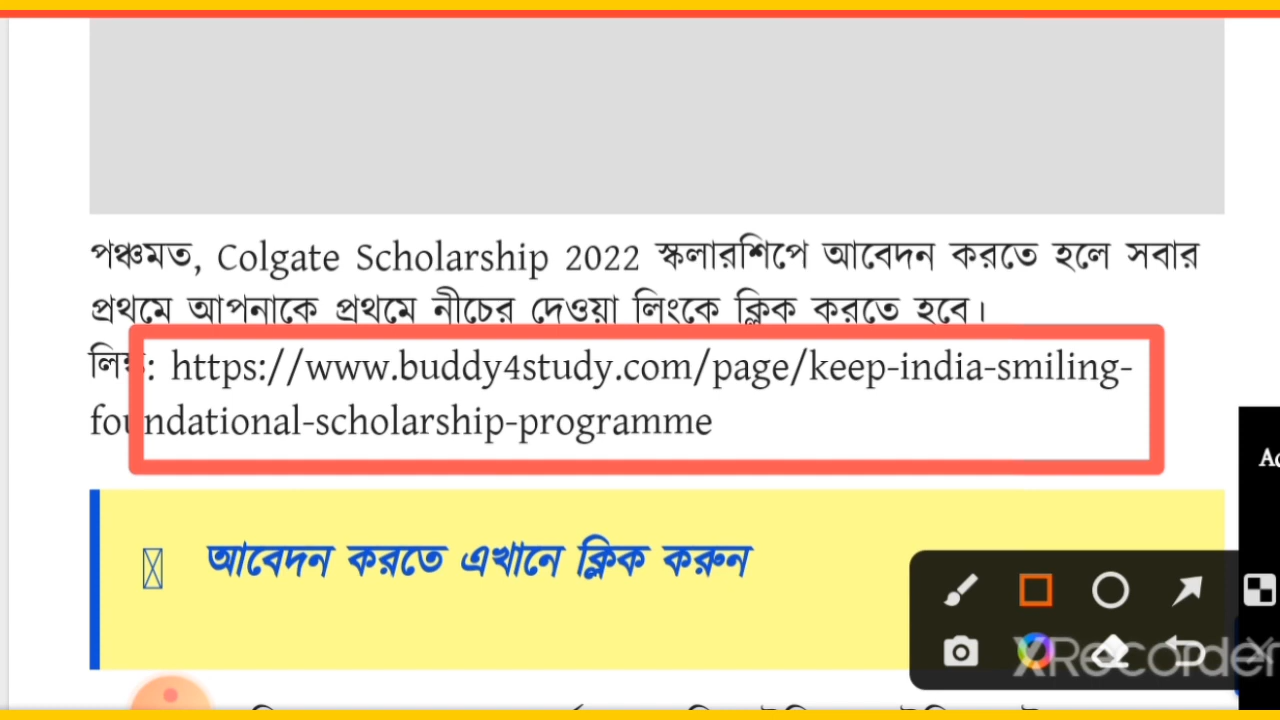 পঞ্চমত, Colgate Scholarship 2022 স্কলারশিপে আবেদন করতে হলে সবার
প্রথমে আপনাকে প্রথমে নীচের দেওয়া লিংকে ক্লিক করতে হবে।
লিঙ্ক: https://www.buddy4study.com/page/keep-india-smiling-
foundational-scholarship-programme
আবেদন করতে এখানে ক্লিক করুন
XRecorder